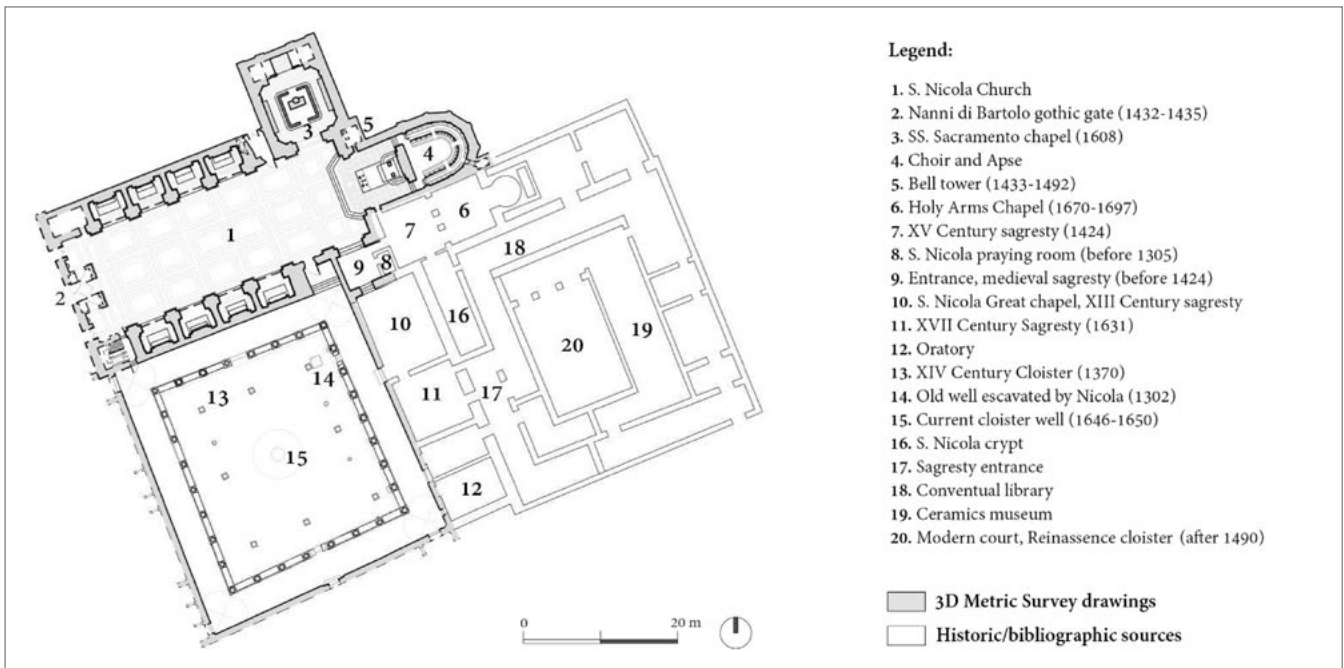 Legend:
1. S. Nicola Church
2. Nanni di Bartolo gothic gate (1432-1435)
3. SS. Sacramento chapel (1608)
4. Choir and Apse
5. Bell tower (1433-1492)
6. Holy Arms Chapel (1670-1697)
7. XV Century sagresty (1424)
8. S. Nicola praying room (before 1305)
9. Entrance, medieval sagresty (before 1424)
10. S. Nicola Great chapel, XIII Century sagresty
11. XVII Century Sagresty (1631)
12. Oratory
13. XIV Century Cloister (1370)
14. Old well escavated by Nicola (1302)
15. Current cloister well (1646-1650)
16. S. Nicola crypt
17. Sagresty entrance
18. Conventual library
19. Ceramics museum
20. Modern court, Reinassence cloister (after 1490)
3D Metric Survey drawings
Historic/bibliographic sources
5
3
4
6
7
1
18
9 8
2
10
16
19
20
14
13
11
17
15
12
0 20 m